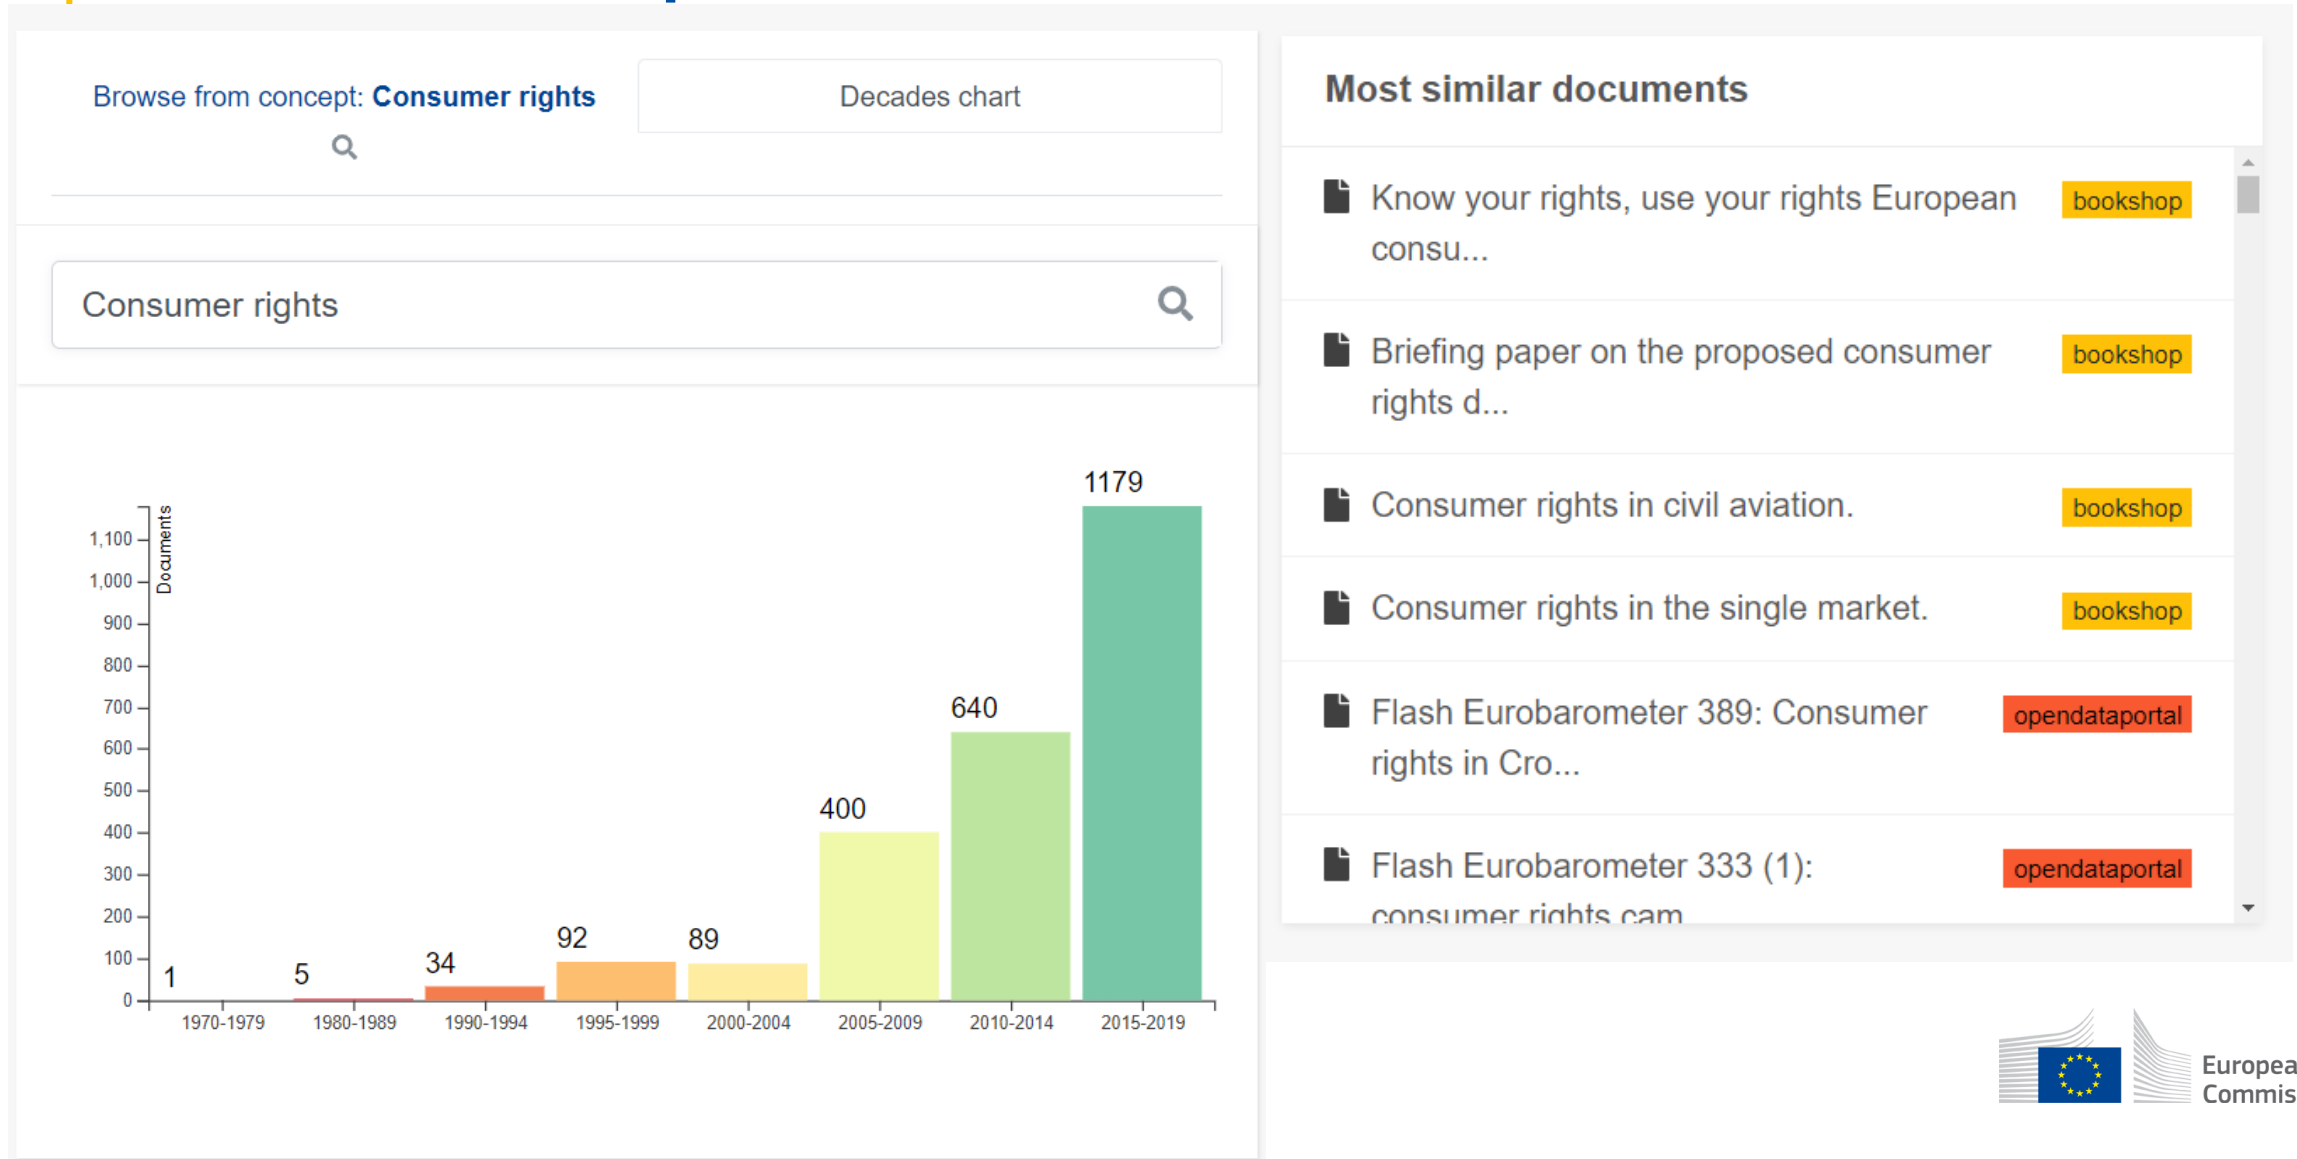 Browse from concept: Consumer rights
Decades chart
Consumer rights
1179
640
400
92
89
34
5
1
Documents
1,100
1,000
900
800
700
600
500
400
300
200
100
0
1970-1979
1980-1989
1990-1994
1995-1999
2000-2004
2005-2009
2010-2014
2015-2019
Most similar documents
Know your rights, use your rights European
consu...
bookshop
Briefing paper on the proposed consumer
rights d...
bookshop
Consumer rights in civil aviation.
bookshop
Consumer rights in the single market.
bookshop
Flash Eurobarometer 389: Consumer
rights in Cro...
opendataportal
Flash Eurobarometer 333 (1):
consumer rights cam
opendataportal
Europea
Commis